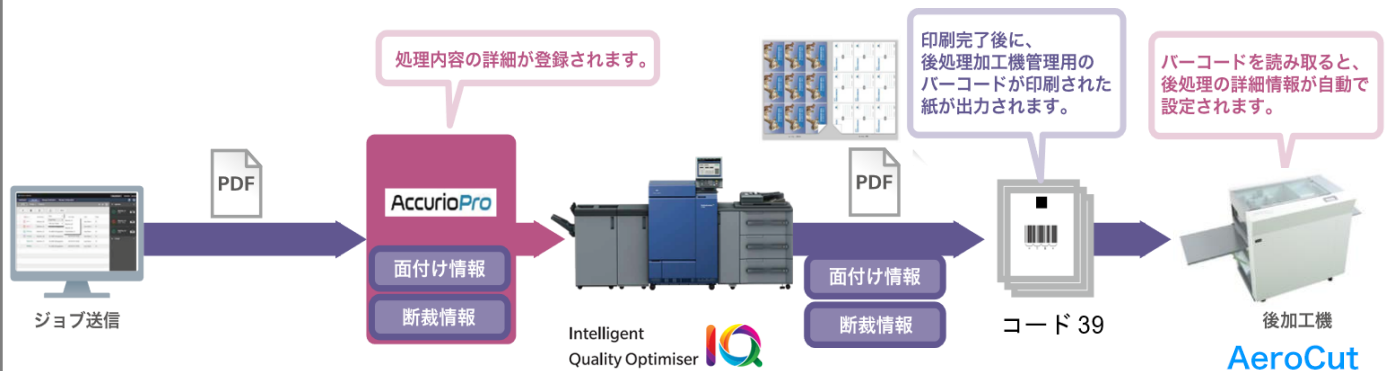 処理内容の詳細が登録されます。
印刷完了後に、
後処理加工機管理用の
バーコードが印刷された
紙が出力されます。
バーコードを読み取ると、
後処理の詳細情報が自動で
設定されます。
PDF
AccurioPro
PDF
面付け情報
断裁情報
面付け情報
断裁情報
ジョブ送信
Intelligent
Quality Optimiser IQ
コード 39
後加工機
AeroCut